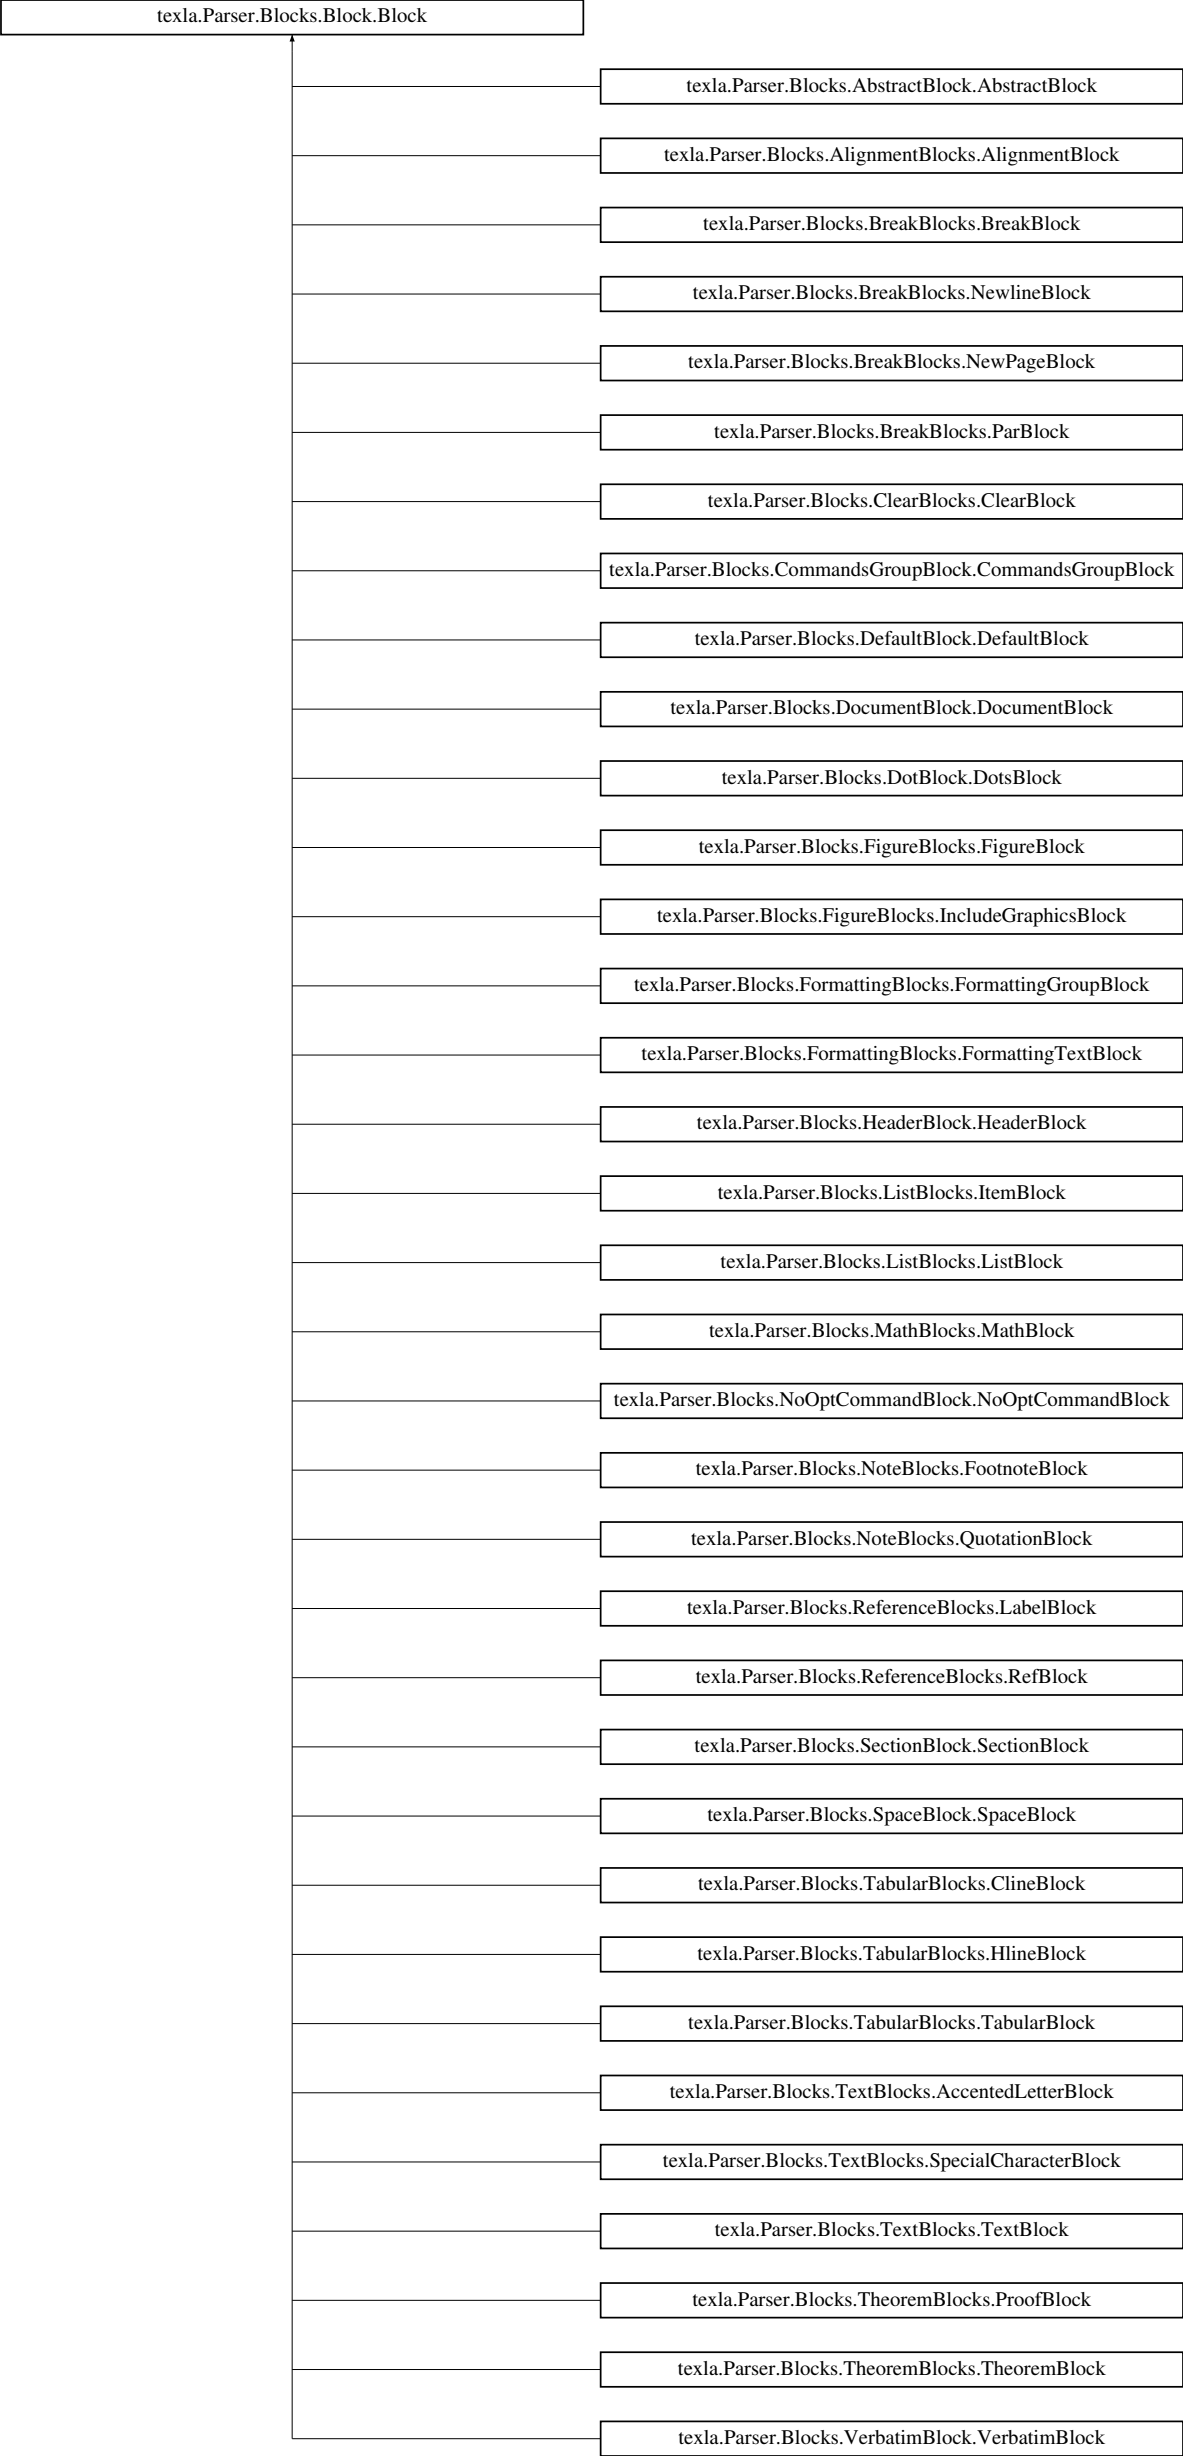 texla.Parser.Blocks.Block.Block
texla.Parser.Blocks.AbstractBlock.AbstractBlock
texla.Parser.Blocks.AlignmentBlocks.AlignmentBlock
texla.Parser.Blocks.BreakBlocks.BreakBlock
texla.Parser.Blocks.BreakBlocks.NewlineBlock
texla.Parser.Blocks.BreakBlocks.NewPageBlock
texla.Parser.Blocks.BreakBlocks.ParBlock
texla.Parser.Blocks.ClearBlocks.ClearBlock
texla.Parser.Blocks.CommandsGroupBlock.CommandsGroupBlock
texla.Parser.Blocks.DefaultBlock.DefaultBlock
texla.Parser.Blocks.DocumentBlock.DocumentBlock
texla.Parser.Blocks.DotBlock.DotsBlock
texla.Parser.Blocks.FigureBlocks.FigureBlock
texla.Parser.Blocks.FigureBlocks.IncludeGraphicsBlock
texla.Parser.Blocks.FormattingBlocks.FormattingGroupBlock
texla.Parser.Blocks.FormattingBlocks.FormattingTextBlock
texla.Parser.Blocks.HeaderBlock.HeaderBlock
texla.Parser.Blocks.ListBlocks.ItemBlock
texla.Parser.Blocks.ListBlocks.ListBlock
texla.Parser.Blocks.MathBlocks.MathBlock
texla.Parser.Blocks.NoOptCommandBlock.NoOptCommandBlock
texla.Parser.Blocks.NoteBlocks.FootnoteBlock
texla.Parser.Blocks.NoteBlocks.QuotationBlock
texla.Parser.Blocks.ReferenceBlocks.LabelBlock
texla.Parser.Blocks.ReferenceBlocks.RefBlock
texla.Parser.Blocks.SectionBlock.SectionBlock
texla.Parser.Blocks.SpaceBlock.SpaceBlock
texla.Parser.Blocks.TabularBlocks.ClineBlock
texla.Parser.Blocks.TabularBlocks.HlineBlock
texla.Parser.Blocks.TabularBlocks.TabularBlock
texla.Parser.Blocks.TextBlocks.AccentedLetterBlock
texla.Parser.Blocks.TextBlocks.SpecialCharacterBlock
texla.Parser.Blocks.TextBlocks.TextBlock
texla.Parser.Blocks.TheoremBlocks.ProofBlock
texla.Parser.Blocks.TheoremBlocks.TheoremBlock
texla.Parser.Blocks.VerbatimBlock.VerbatimBlock